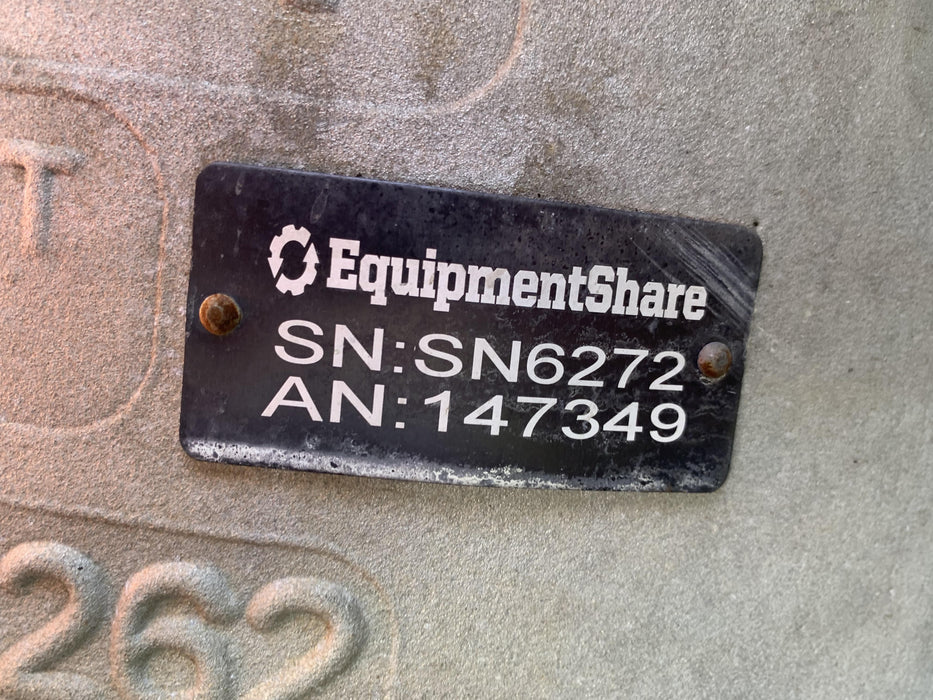 T
EquipmentShare
SN:SN6272
AN:147349
262